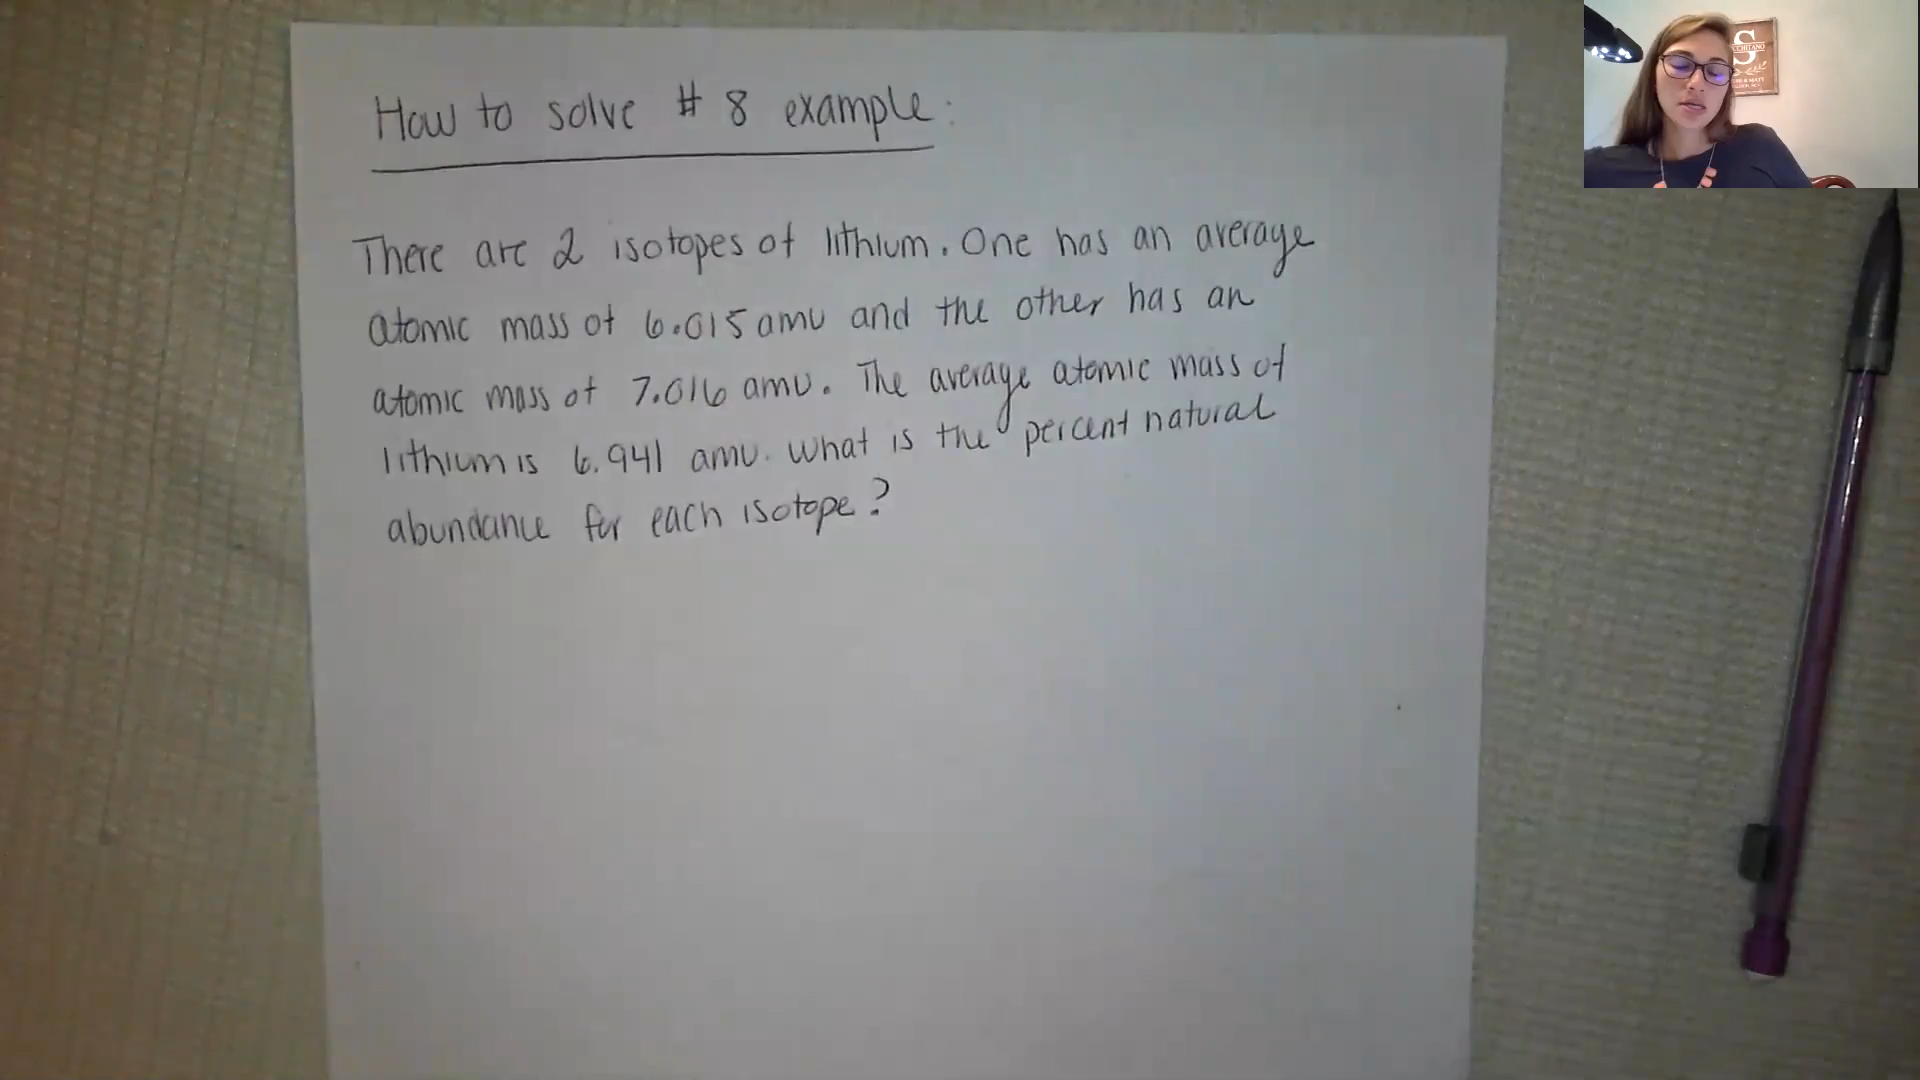 How to solve # 8 example:
There are 2 isotopes of lithium. One has an average
atomic mass of 6.015 amu and the other has an
atomic mass of 7.016 amu. The average atomic mass of
lithium is 6.941 amu. What is the percent natural
abundance for each isotope?
S